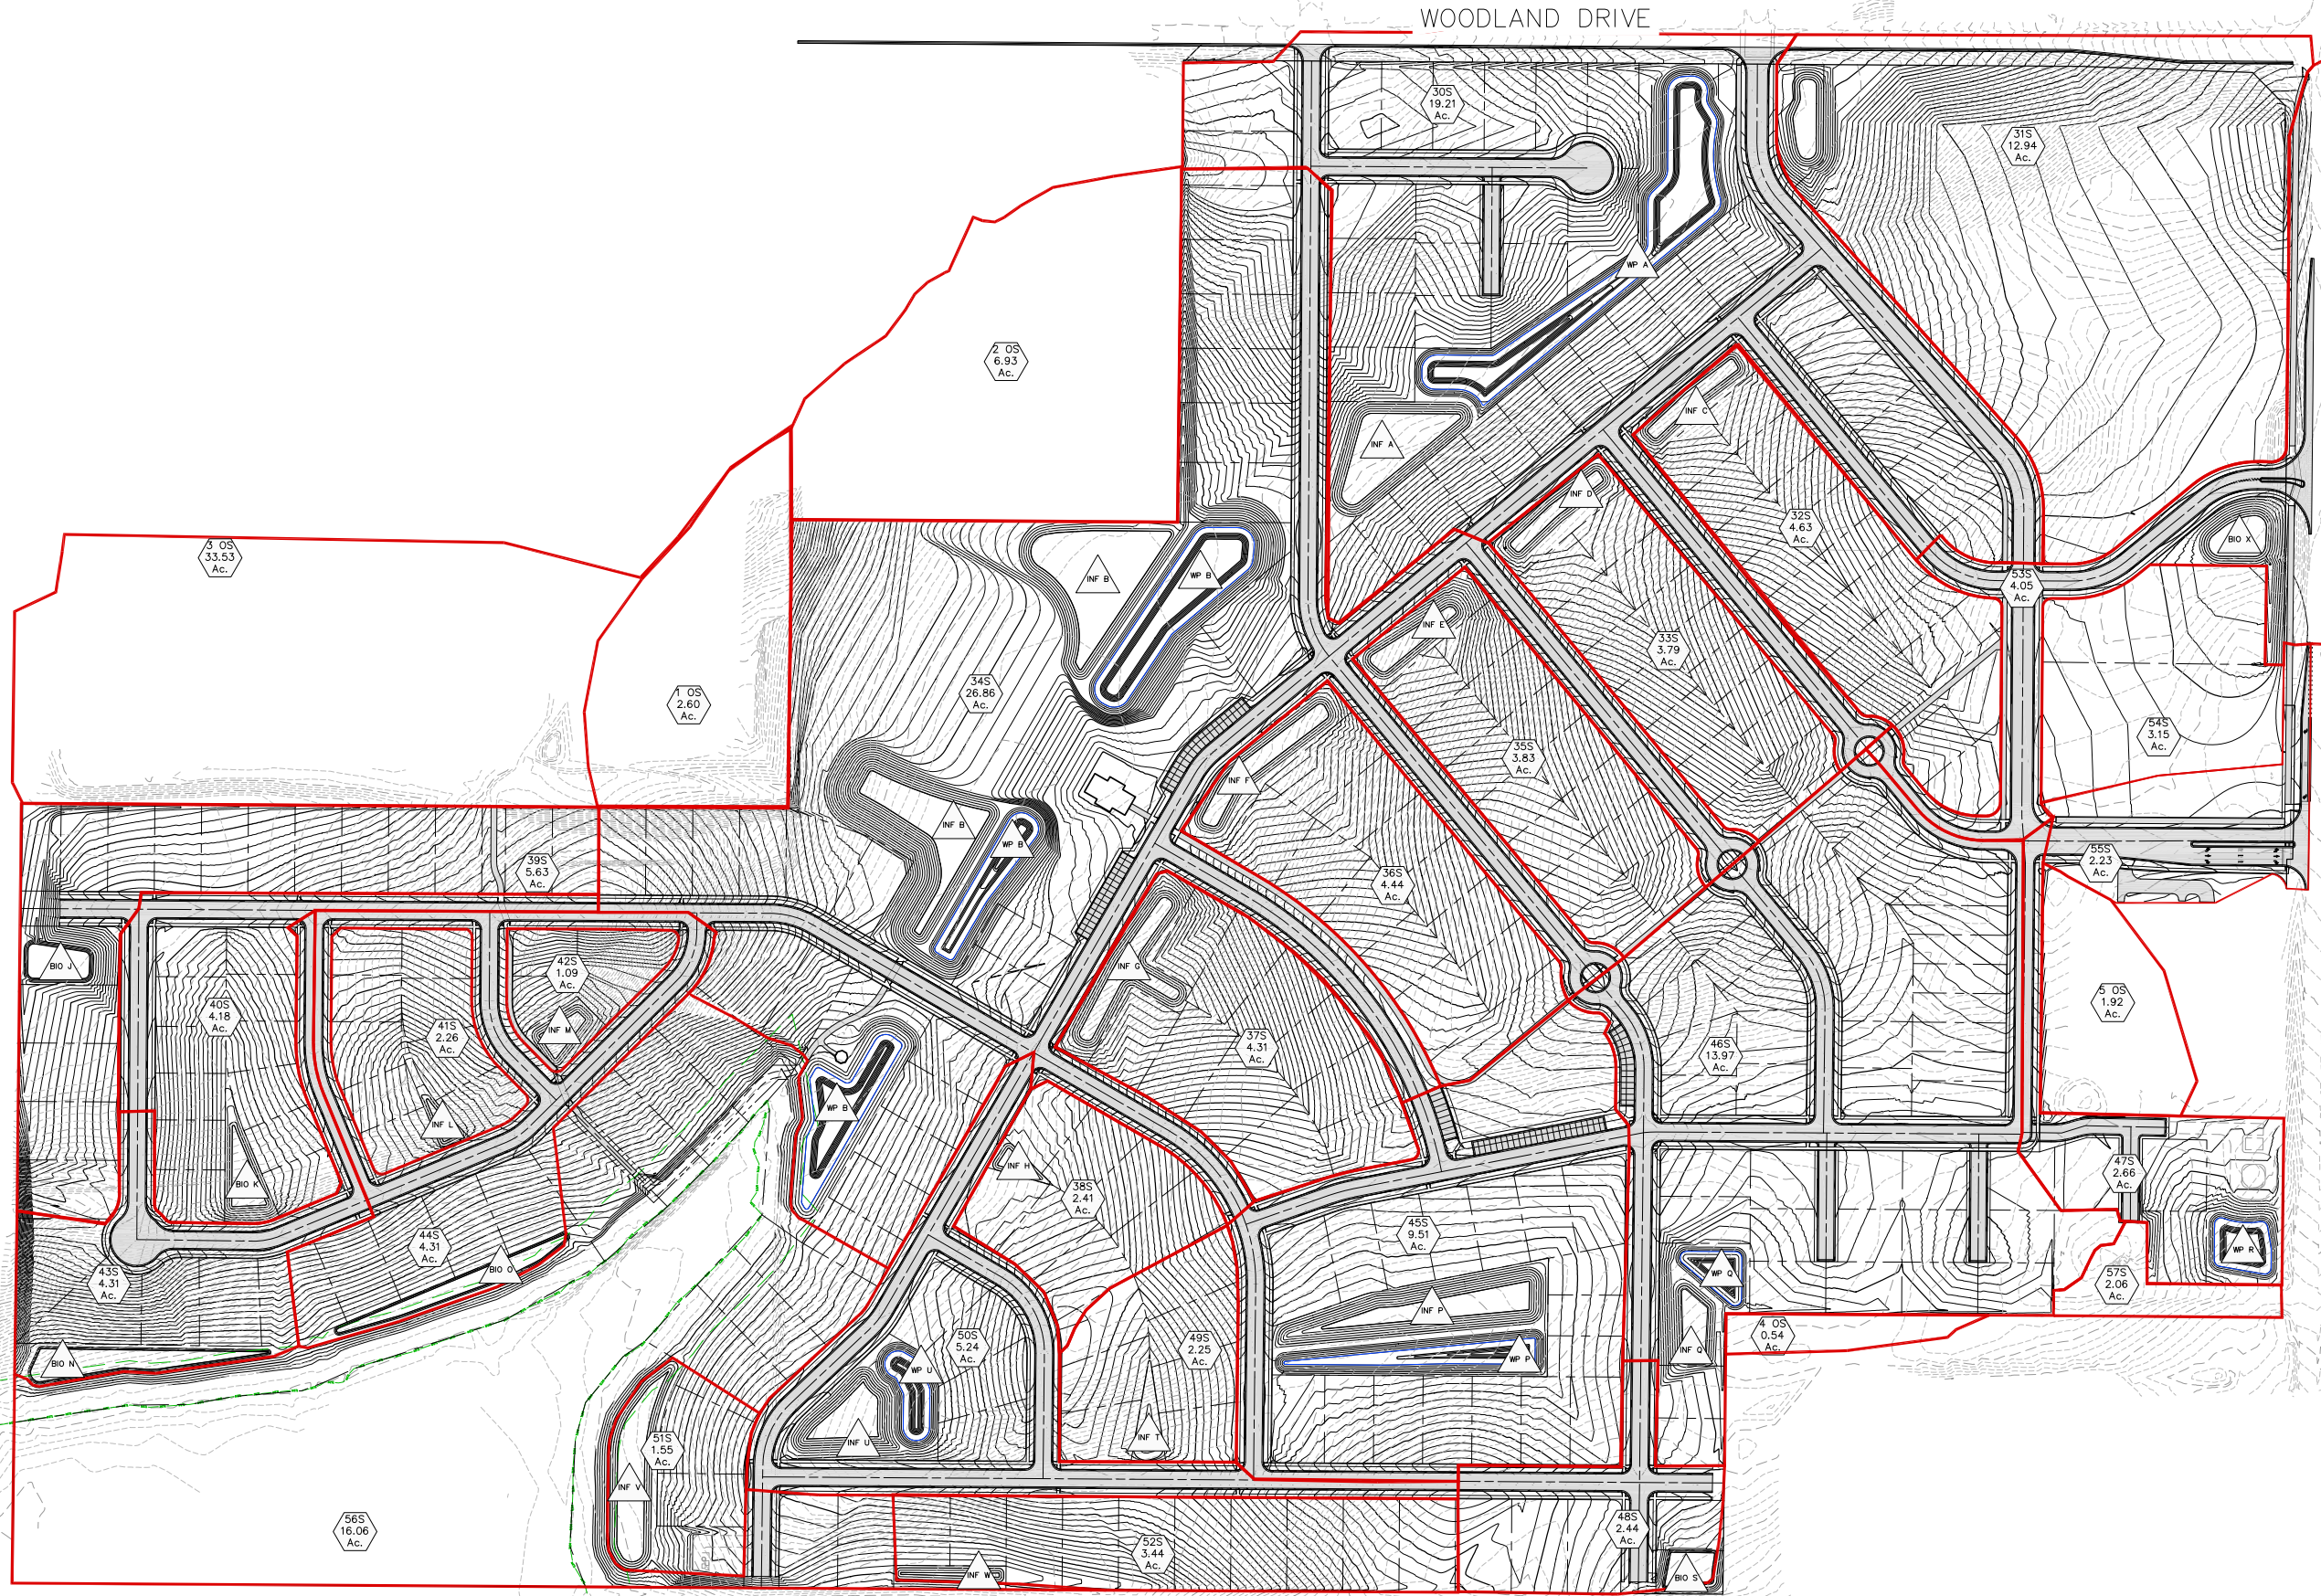 WOODLAND DRIVE
30S
19.21
Ac.
31S
12.94
Ac.
WP A
2 OS
6.93
Ac.
INF C
INF A
INF D
32S
4.63
Ac.
BIO X
3 OS
33.53
Ac.
INF B
WP B
53S
4.05
Ac.
INF E
33S
3.79
Ac.
34S
26.86
Ac.
1 OS
2.60
Ac.
54S
3.15
Ac.
35S
3.83
Ac.
INF F
INF B
WP B
39S
5.63
Ac.
55S
2.23
Ac.
36S
4.44
Ac.
BIO J
42S
1.09
Ac.
INF G
40S
4.18
Ac.
5 OS
1.92
Ac.
INF M
41S
2.26
Ac.
37S
4.31
Ac.
46S
13.97
Ac.
WP B
INF L
INF H
BIO K
38S
2.41
Ac.
47S
2.66
Ac.
44S
4.31
Ac.
45S
9.51
Ac.
WP R
BIO O
43S
4.31
Ac.
WP Q
57S
2.06
Ac.
INF P
4 OS
0.54
Ac.
50S
5.24
Ac.
49S
2.25
Ac.
INF Q
BIO N
WP U
WP P
INF U
INF T
51S
1.55
Ac.
INF V
56S
16.06
Ac.
48S
2.44
Ac.
52S
3.44
Ac.
INF W
BIO S